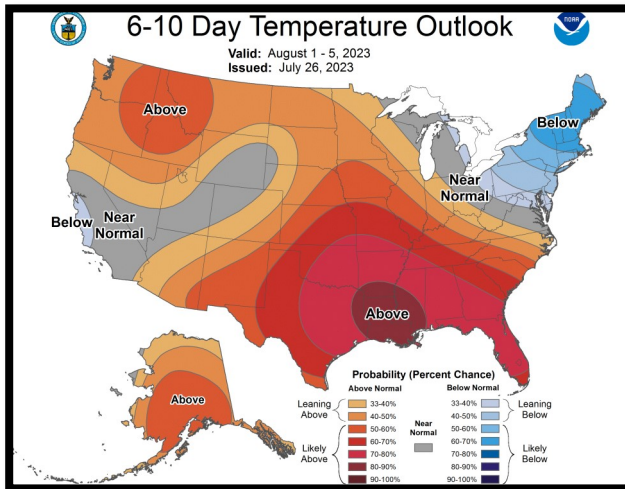 6-10 Day Temperature Outlook
Valid: August 1 - 5, 2023
Issued: July 26, 2023
NOAA
Above
Below
Near
Normal
Below
Near
Normal
Above
Above
Probability (Percent Chance)
Above Normal
Below Normal
Leaning
Above
33-40%
40-50%
Likely
Above
50-60%
60-70%
70-80%
80-90%
90-100%
Near
Normal
33-40%
40-50%
Leaning
Below
50-60%
60-70%
70-80%
80-90%
90-100%
Likely
Below